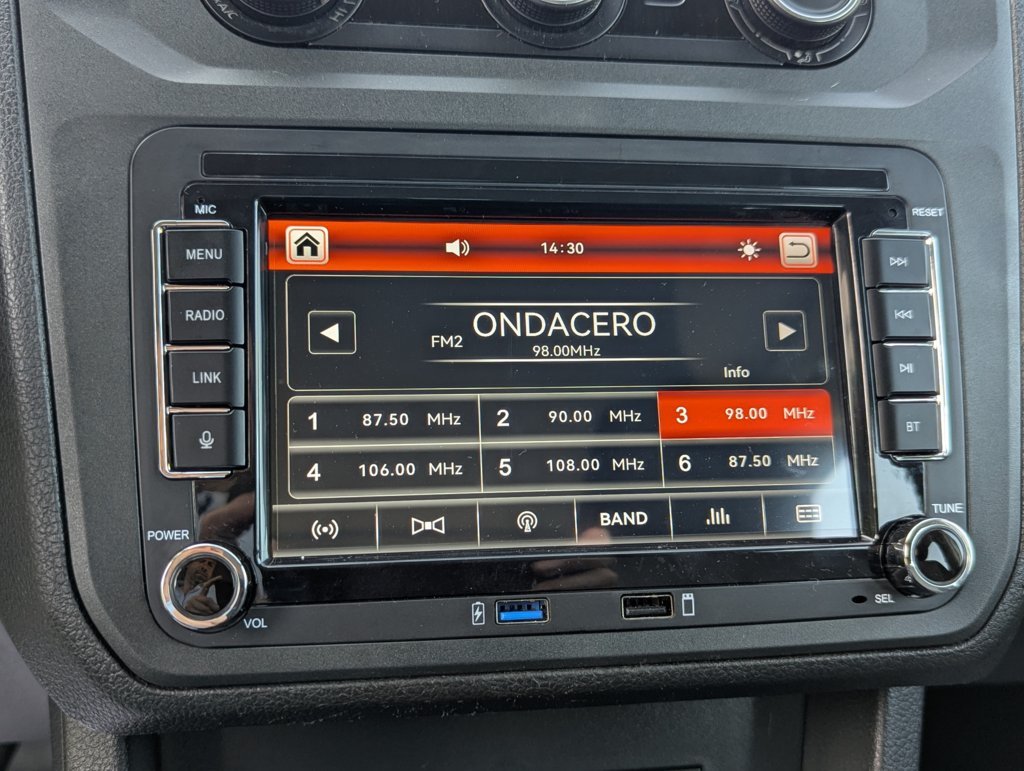 A/C
HI
MIC
RESET
MENU
RADIO
LINK
BT
14:30
ONDACERO
FM2
98.00MHz
Info
1 87.50 MHz 2 90.00 MHz 3 98.00 MHz
4 106.00 MHz 5 108.00 MHz 6 87.50 MHz
BAND
POWER
VOL
TUNE
SEL